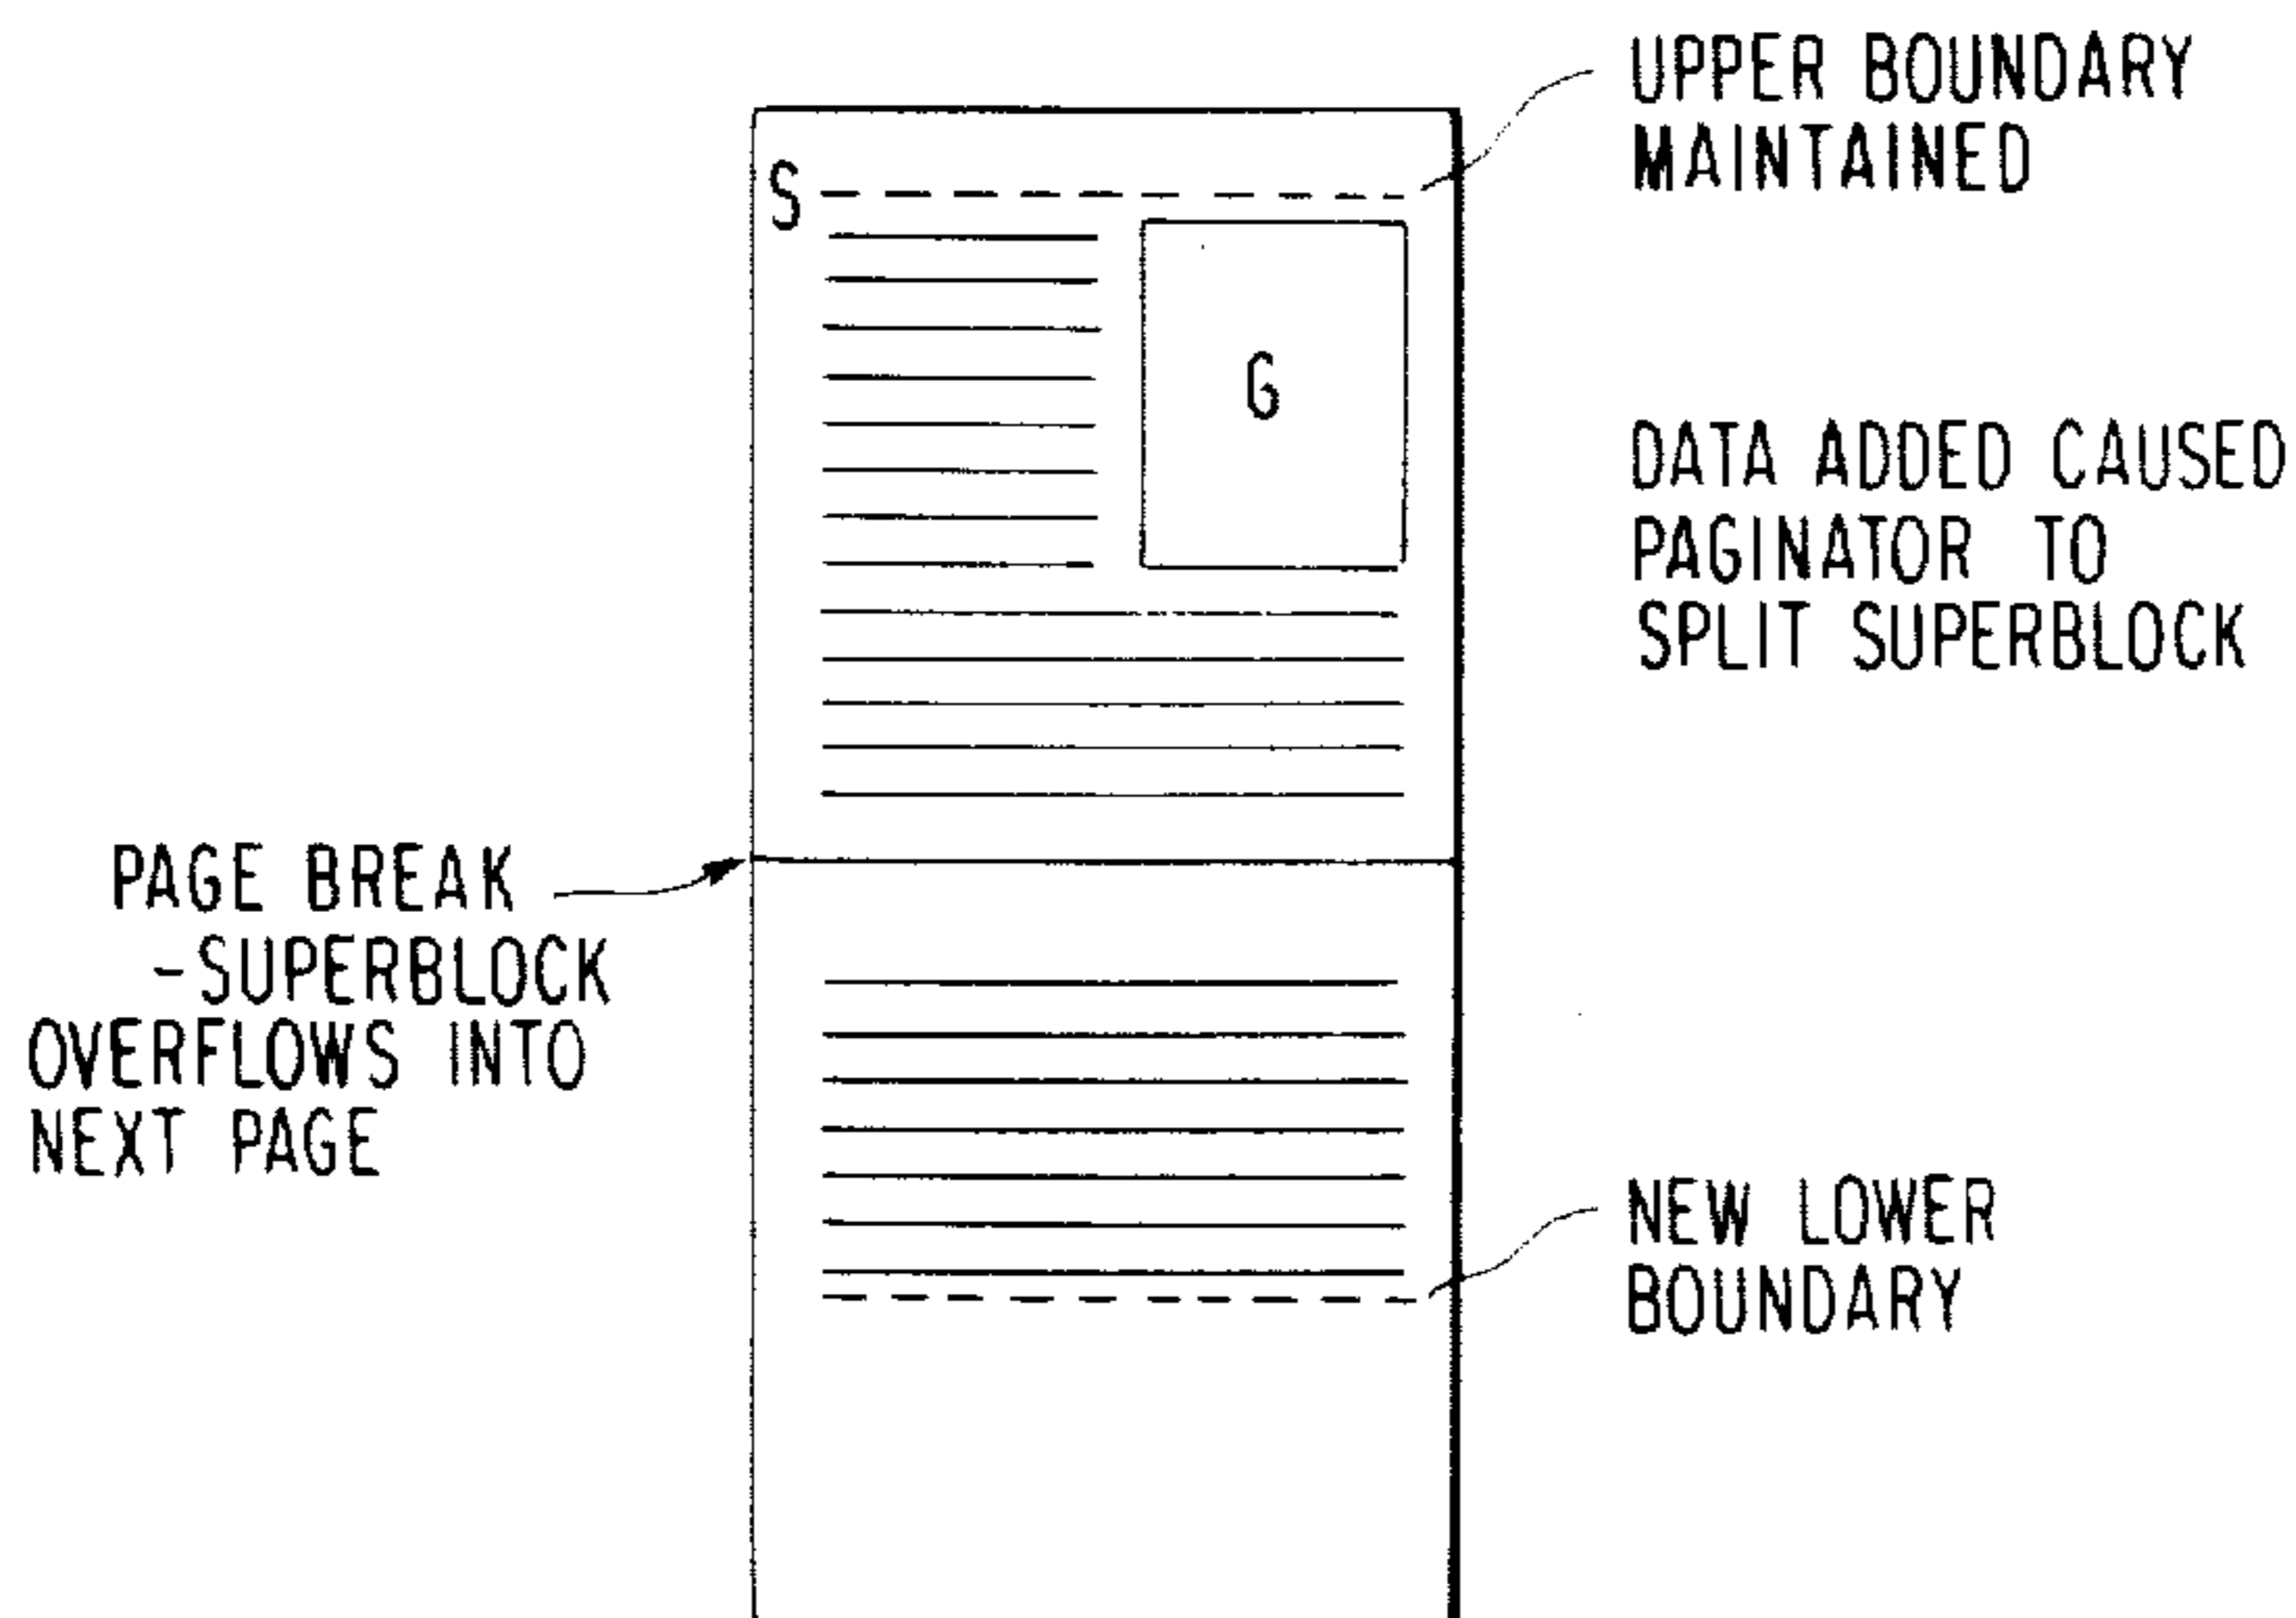 UPPER BOUNDARY
MAINTAINED
S
G
DATA ADDED CAUSED
PAGINATOR TO
SPLIT SUPERBLOCK
PAGE BREAK
-SUPERBLOCK
OVERFLOWS INTO
NEXT PAGE
NEW LOWER
BOUNDARY